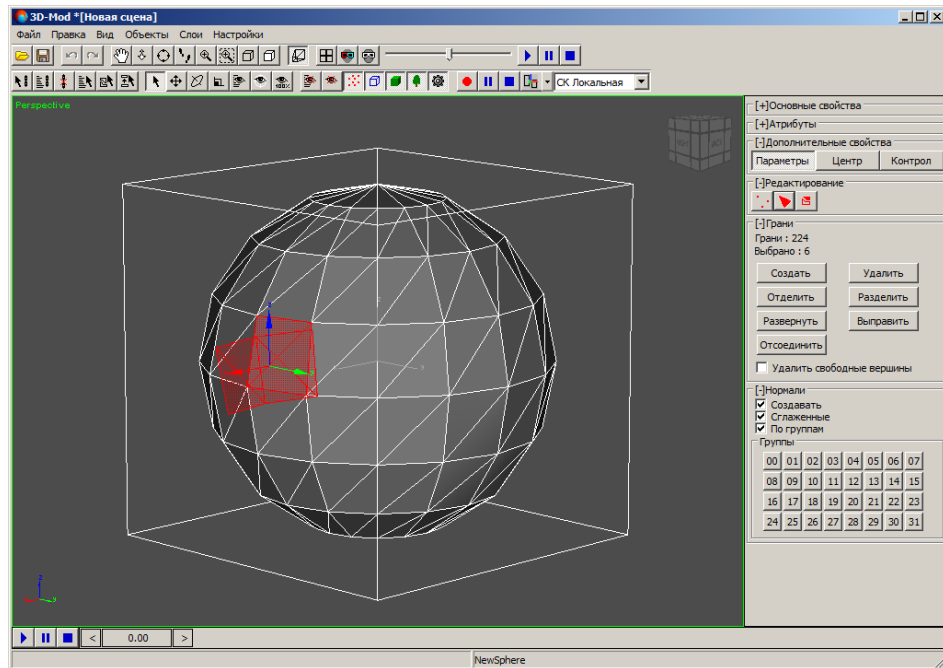 3D-Mod *[Новая сцена]
Файл Правка Вид Объекты Слои Настройки
100%
СК Локальная
Perspective
[+]Основные свойства
[+]Атрибуты
[-]Дополнительные свойства
Параметры Центр Контрол
[-]Редактирование
[-]Грани
Грани : 224
Выбрано : 6
Создать Удалить
Отделить Разделить
Развернуть Выправить
Отсоединить
Удалить свободные вершины
[-]Нормали
Создавать
Сглаженные
По группам
Группы
00 01 02 03 04 05 06 07
08 09 10 11 12 13 14 15
16 17 18 19 20 21 22 23
24 25 26 27 28 29 30 31
z
y
< 0.00 >
NewSphere